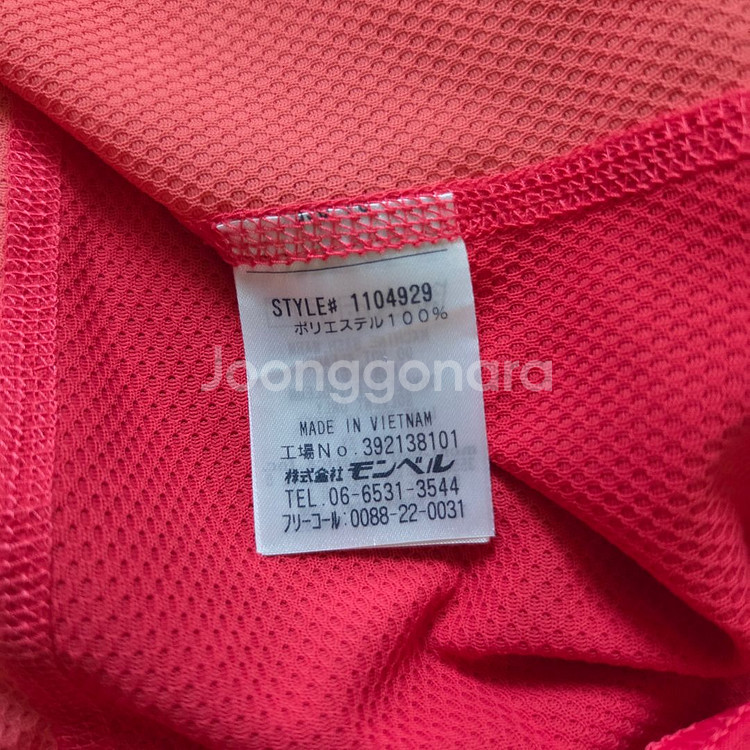 STYLE# 1104929
ポリエステル100%
Joonggonara
MADE IN VIETNAM
工場No.392138101
株式会社 モンベル
TEL.06-6531-3544
フリーコール:0088-22-0031